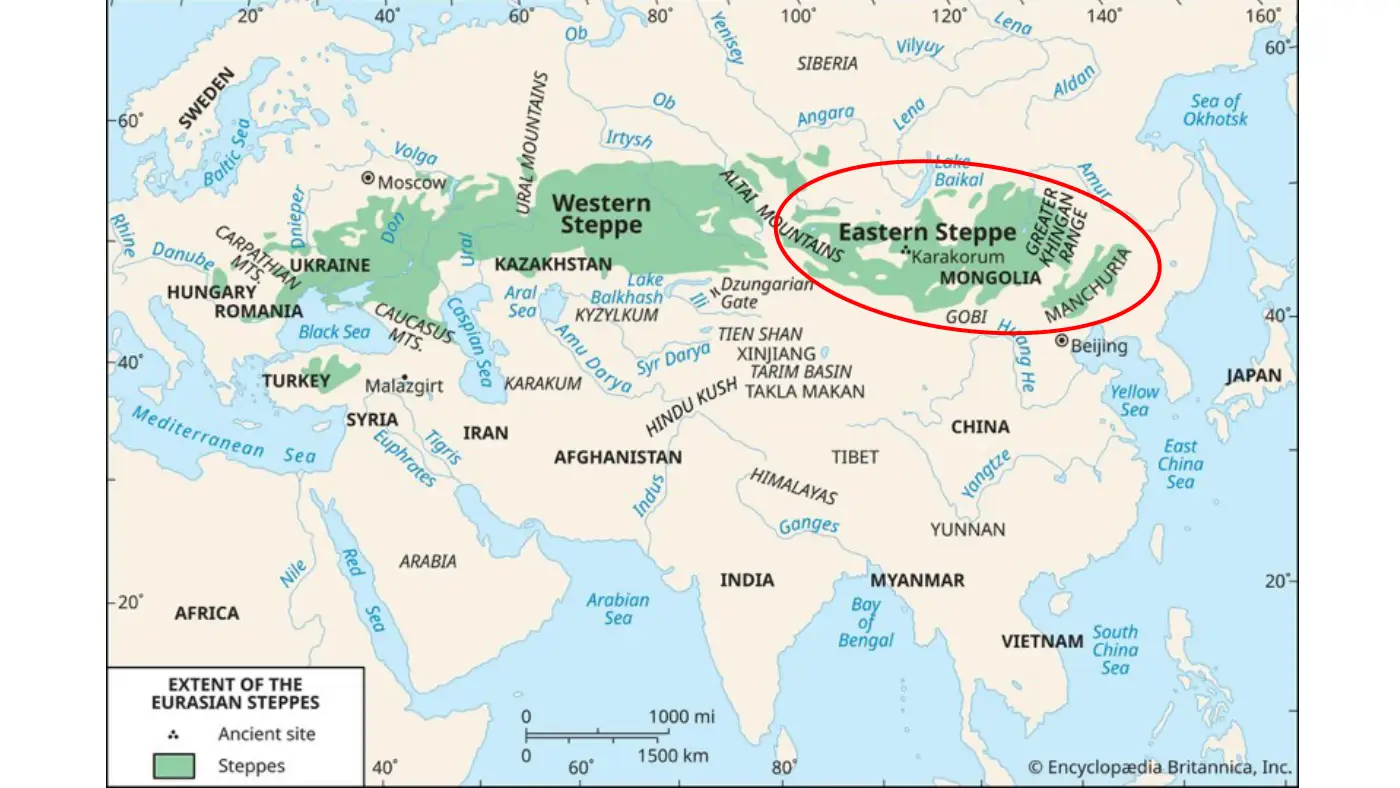 20°
40°
60°
80°
100°
120°
140°
160°
Ob
Yenisey
Lena
Vilyuy
SIBERIA
60°
SWEDEN
Aldan
Sea of
Okhotsk
60°
Baltic Sea
URAL MOUNTAINS
Ob
Angara
Lena
Irtysh
Volga
Moscow
Lake
Baikal
Amur
ALTAI MOUNTAINS
Western
Steppe
Eastern Steppe
Karakorum
MONGOLIA
GREATER
KHINGAN
RANGE
MANCHURIA
Rhine
Danube
Dnieper
Don
Ural
CARPATHIAN
MTS.
UKRAINE
KAZAKHSTAN
HUNGARY
ROMANIA
Black Sea
CAUCASUS
MTS.
Caspian Sea
Aral
Sea
Lake
Balkhash
Ili
Dzungarian
Gate
KYZYLKUM
GOBI
Huang He
Beijing
40°
40°
TIEN SHAN
XINJIANG
TARIM BASIN
TAKLA MAKAN
Amu Darya
Syr Darya
KARAKUM
HINDU KUSH
TURKEY
Malazgirt
JAPAN
Yellow
Sea
Mediterranean Sea
SYRIA
Euphrates
Tigris
IRAN
AFGHANISTAN
CHINA
TIBET
East
China
Sea
Indus
HIMALAYAS
Yangtze
Ganges
YUNNAN
Nile
Red
Sea
ARABIA
INDIA
MYANMAR
20°
20°
AFRICA
Arabian
Sea
Bay
of
Bengal
VIETNAM
South
China
Sea
EXTENT OF THE
EURASIAN STEPPES
Ancient site
Steppes
0 1000 mi
0 1500 km
40°
60°
80°
© Encyclopædia Britannica, Inc.